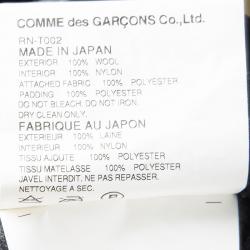 COMME des GARÇONS Co., Ltd.
RN-T002
MADE IN JAPAN
EXTERIOR 100% WOOL
INTERIOR 100% NYLON
ATTACHED FABRIC 100% POLYESTER
PADDING 100% POLYESTER
DO NOT BLEACH. DO NOT IRON.
DRY CLEAN ONLY.
FABRIQUE AU JAPON
EXTERIEUR 100% LAINE
INTERIEUR 100% NYLON
TISSU AJOUTE 100% POLYESTER
TISSU MATELASSE 100% POLYESTER
JAVEL INTERDIT. NE PAS REPASSER.
NETTOYAGE A SEC.